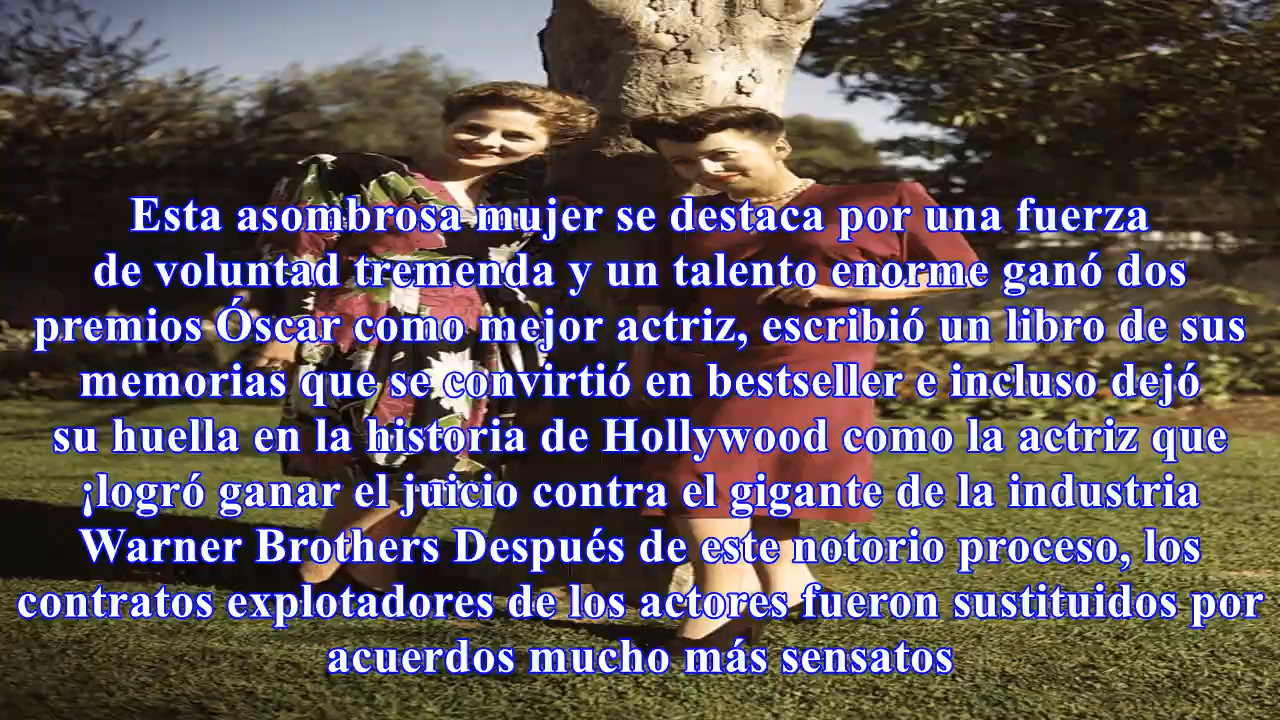 Esta asombrosa mujer se destaca por una fuerza
de voluntad tremenda y un talento enorme ganó dos
premios Óscar como mejor actriz, escribió un libro de sus
memorias que se convirtió en bestseller e incluso dejó
su huella en la historia de Hollywood como la actriz que
¡logró ganar el juicio contra el gigante de la industria
Warner Brothers Después de este notorio proceso, los
contratos explotadores de los actores fueron sustituidos por
acuerdos mucho más sensatos